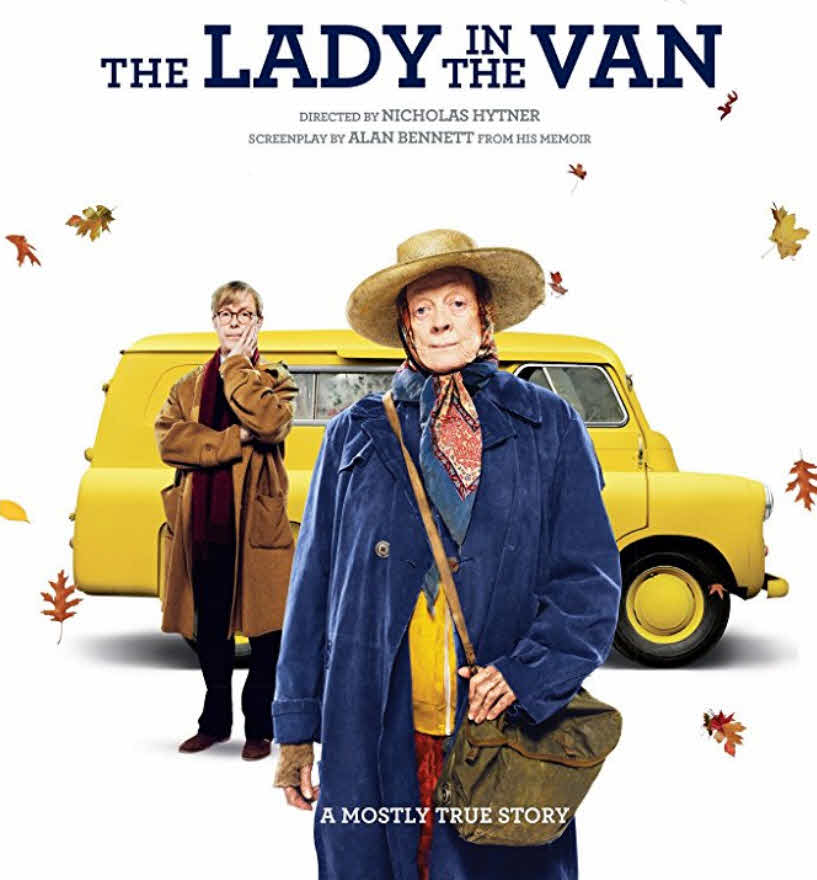 THE LADY IN THE VAN
DIRECTED BY NICHOLAS HYTNER
SCREENPLAY BY ALAN BENNETT FROM HIS MEMOIR
A MOSTLY TRUE STORY